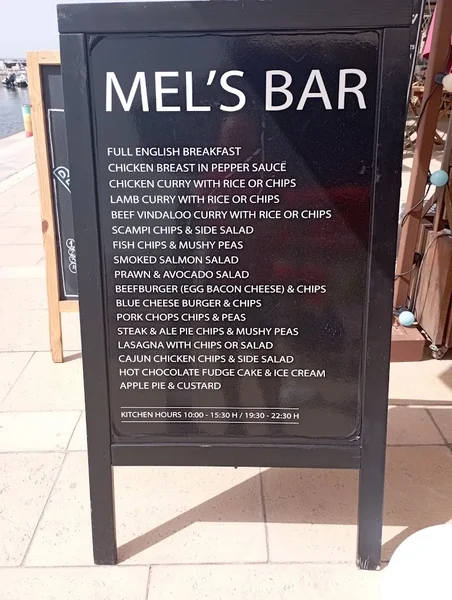 MEL'S BAR
FULL ENGLISH BREAKFAST
CHICKEN BREAST IN PEPPER SAUCE
CHICKEN CURRY WITH RICE OR CHIPS
LAMB CURRY WITH RICE OR CHIPS
BEEF VINDALOO CURRY WITH RICE OR CHIPS
SCAMPI CHIPS & SIDE SALAD
FISH CHIPS & MUSHY PEAS
SMOKED SALMON SALAD
PRAWN & AVOCADO SALAD
BEEFBURGER (EGG BACON CHEESE) & CHIPS
BLUE CHEESE BURGER & CHIPS
PORK CHOPS CHIPS & PEAS
STEAK & ALE PIE CHIPS & MUSHY PEAS
LASAGNA WITH CHIPS OR SALAD
CAJUN CHICKEN CHIPS & SIDE SALAD
HOT CHOCOLATE FUDGE CAKE & ICE CREAM
APPLE PIE & CUSTARD
KITCHEN HOURS 10:00 - 15:30 H / 19:30 - 22:30 H